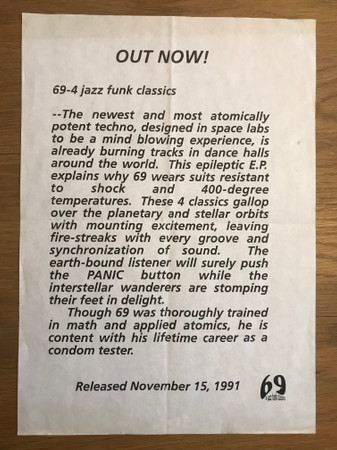 OUT NOW!
69-4 jazz funk classics
--The newest and most atomically
potent techno, designed in space labs
to be a mind blowing experience, is
already burning tracks in dance halls
around the world. This epileptic E.P.
explains why 69 wears suits resistant
to shock and 400-degree
temperatures. These 4 classics gallop
over the planetary and stellar orbits
with mounting excitement, leaving
fire-streaks with every groove and
synchronization of sound. The
earth-bound listener will surely push
the PANIC button while the
interstellar wanderers are stomping
their feet in delight.
Though 69 was thoroughly trained
in math and applied atomics, he is
content with his lifetime career as a
condom tester.
Released November 15, 1991
69